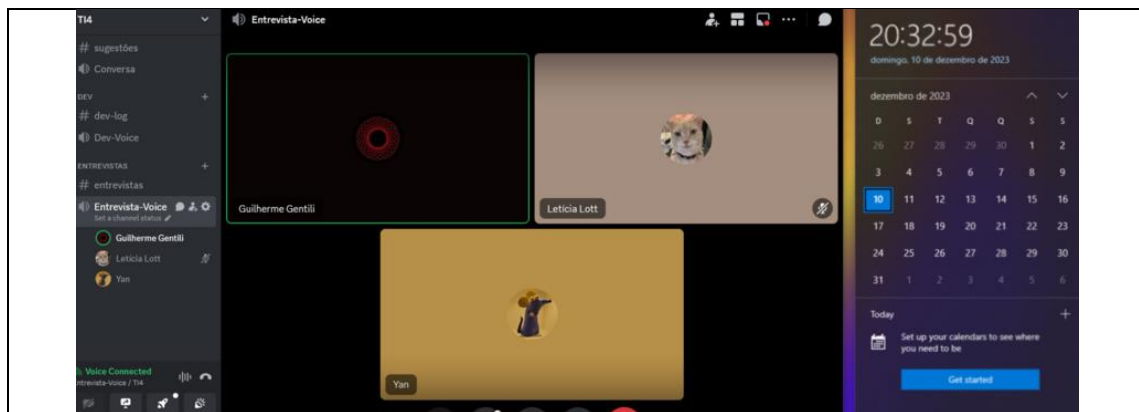 TI4
# sugestões
Conversa
DEV +
# dev-log
Dev-Voice
ENTREVISTAS +
# entrevistas
Entrevista-Voice
Set a channel status
Guilherme Gentili
Letícia Lott
Yan
Voice Connected
Entrevista-Voice / TI4
Entrevista-Voice
Guilherme Gentili
Letícia Lott
Yan
20:32:59
domingo, 10 de dezembro de 2023
dezembro de 2023
D S T Q Q S S
26 27 28 29 30 1 2
3 4 5 6 7 8 9
10 11 12 13 14 15 16
17 18 19 20 21 22 23
24 25 26 27 28 29 30
31 1 2 3 4 5 6
Today +
Set up your calendars to see where
you need to be
Get started